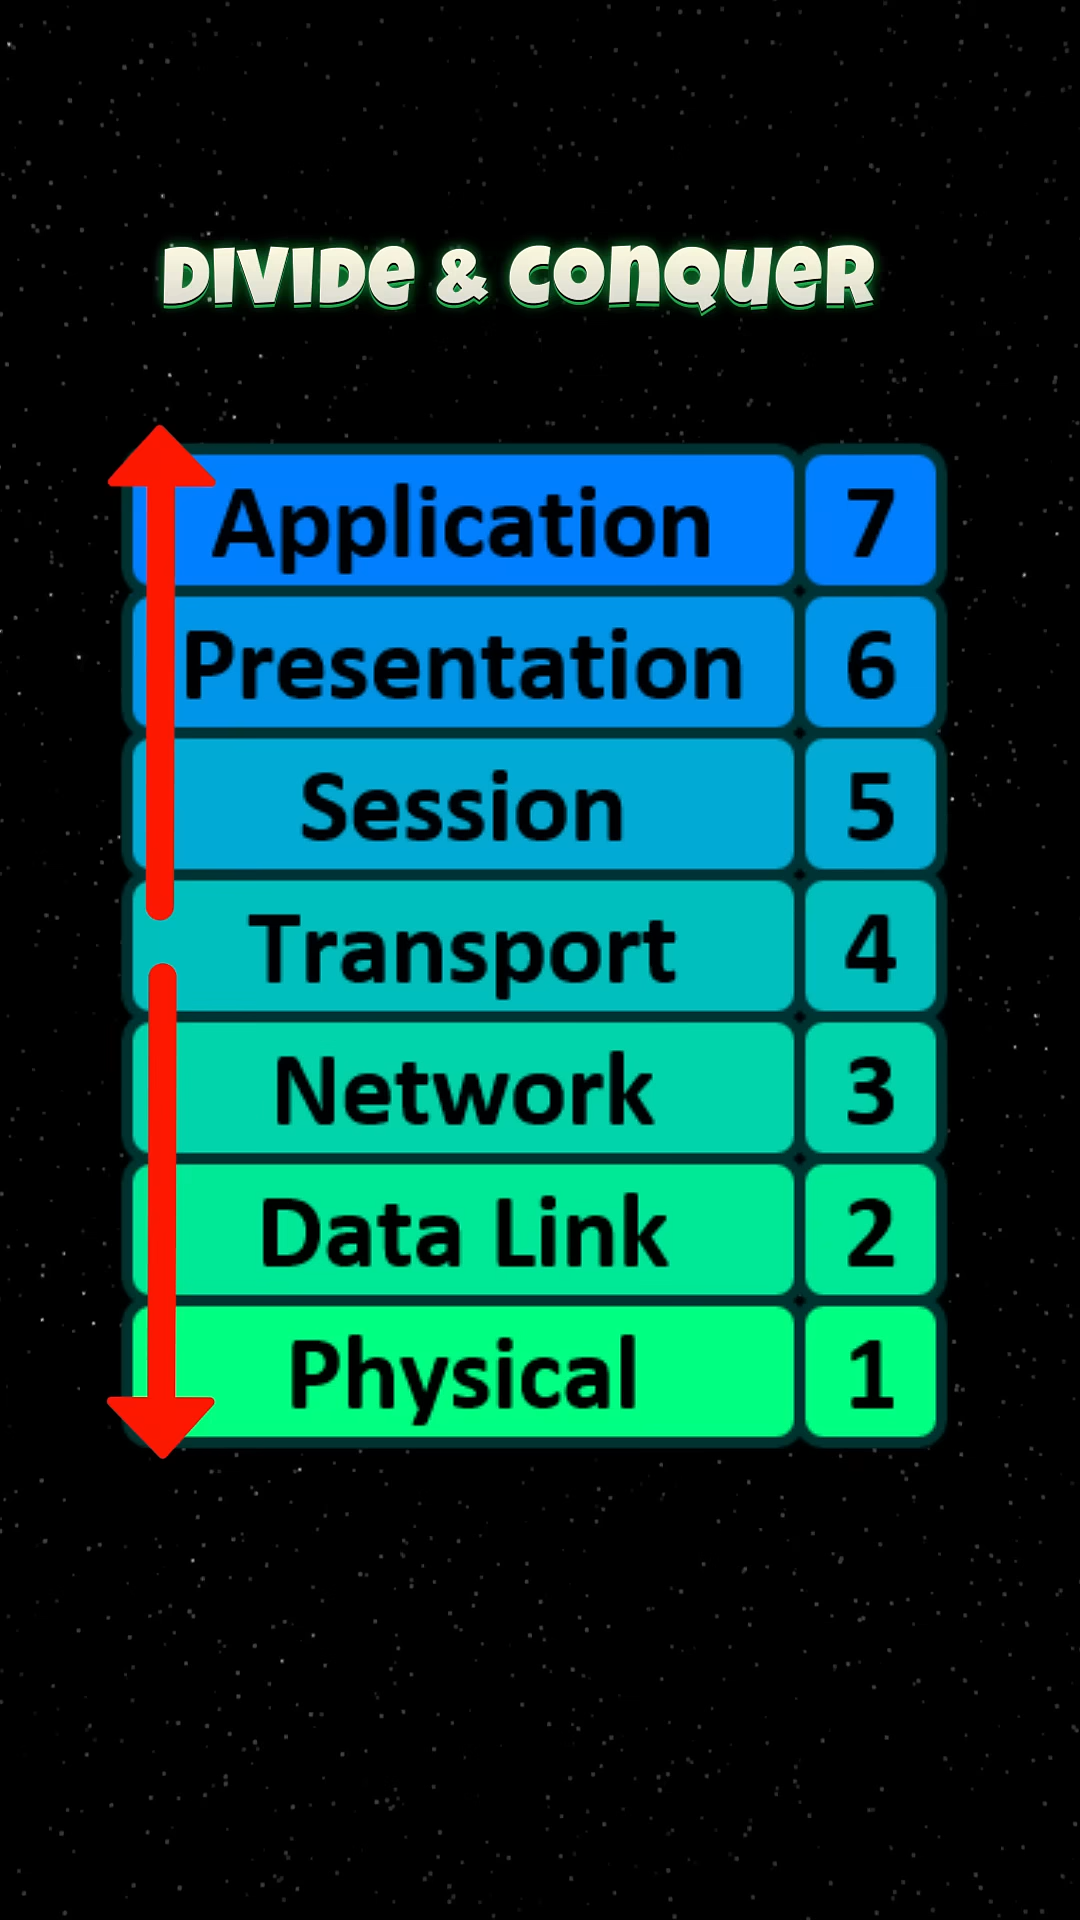 DIVIDE & CONQUER
Application 7
Presentation 6
Session 5
Transport 4
Network 3
Data Link 2
Physical 1